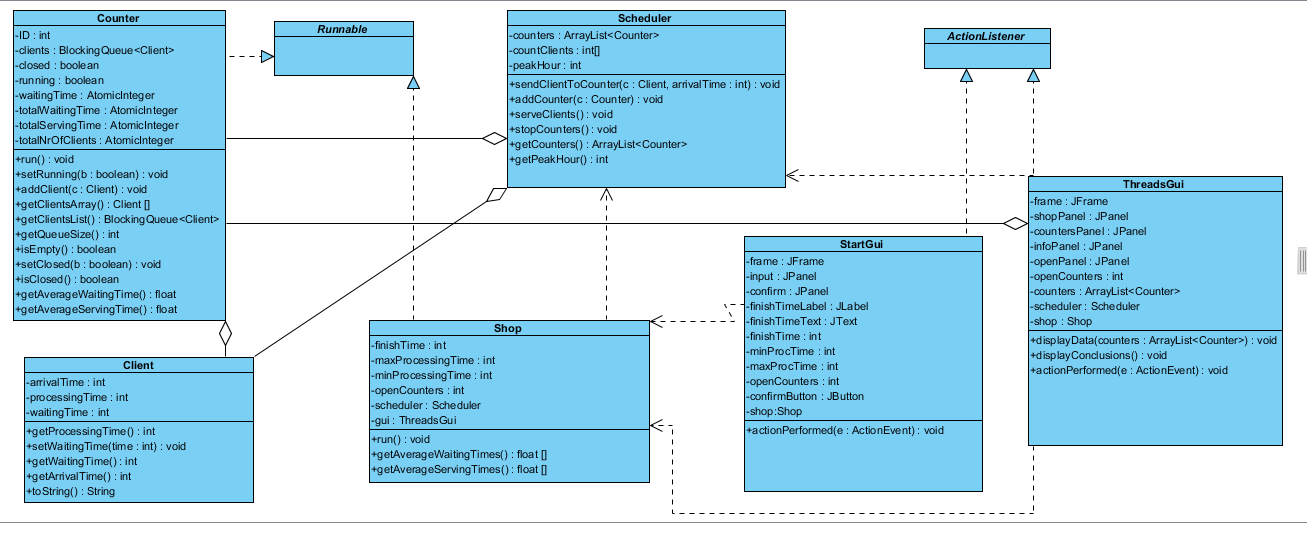 Counter
-ID : int
-clients : BlockingQueue<Client>
-closed : boolean
-running : boolean
-waitingTime : AtomicInteger
-totalWaitingTime : AtomicInteger
-totalServingTime : AtomicInteger
-totalNrOfClients : AtomicInteger
+run() : void
+setRunning(b : boolean) : void
+addClient(c : Client) : void
+getClientsArray() : Client []
+getClientsList() : BlockingQueue<Client>
+getQueueSize() : int
+isEmpty() : boolean
+setClosed(b : boolean) : void
+isClosed() : boolean
+getAverageWaitingTime() : float
+getAverageServingTime() : float
Runnable
Scheduler
-counters : ArrayList<Counter>
-countClients : int[]
-peakHour : int
+sendClientToCounter(c : Client, arrivalTime : int) : void
+addCounter(c : Counter) : void
+serveClients() : void
+stopCounters() : void
+getCounters() : ArrayList<Counter>
+getPeakHour() : int
ActionListener
ThreadsGui
-frame : JFrame
-shopPanel : JPanel
-countersPanel : JPanel
-infoPanel : JPanel
-openPanel : JPanel
-openCounters : int
-counters : ArrayList<Counter>
-scheduler : Scheduler
-shop : Shop
+displayData(counters : ArrayList<Counter>) : void
+displayConclusions() : void
+actionPerformed(e : ActionEvent) : void
StartGui
-frame : JFrame
-input : JPanel
-confirm : JPanel
-finishTimeLabel : JLabel
-finishTimeText : JText
-finishTime : int
-minProcTime : int
-maxProcTime : int
-openCounters : int
-confirmButton : JButton
-shop:Shop
+actionPerformed(e : ActionEvent) : void
Shop
-finishTime : int
-maxProcessingTime : int
-minProcessingTime : int
-openCounters : int
-scheduler : Scheduler
-gui : ThreadsGui
+run() : void
+getAverageWaitingTimes() : float []
+getAverageServingTimes() : float []
Client
-arrivalTime : int
-processingTime : int
-waitingTime : int
+getProcessingTime() : int
+setWaitingTime(time : int) : void
+getWaitingTime() : int
+getArrivalTime() : int
+toString() : String